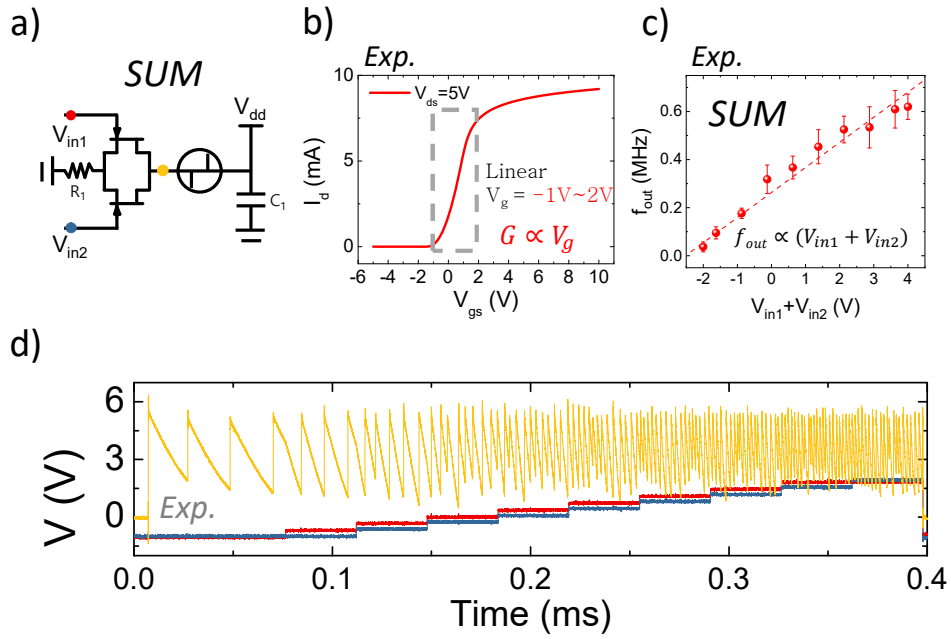 a)
SUM
V_in1
V_dd
R_1
C_1
V_in2
b)
Exp.
V_ds=5V
Linear
V_g = −1V~2V
G ∝ V_g
I_d (mA)
10
5
0
-6 -4 -2 0 2 4 6 8 10
V_gs (V)
c)
Exp.
SUM
f_out (MHz)
0.6
0.4
0.2
0.0
f_out ∝ (V_in1 + V_in2)
-2 -1 0 1 2 3 4
V_in1+V_in2 (V)
d)
V (V)
6
3
0
Exp.
0.0 0.1 0.2 0.3 0.4
Time (ms)